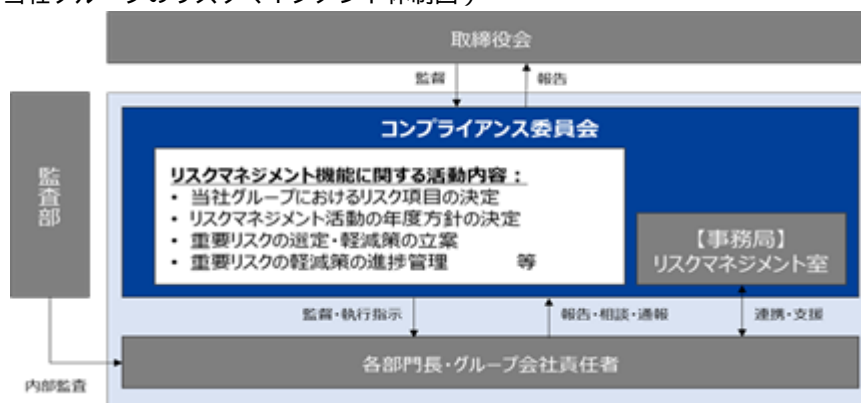 当社グループのリスクマネジメント体制図）
取締役会
監督
報告
コンプライアンス委員会
監査部
リスクマネジメント機能に関する活動内容：
・ 当社グループにおけるリスク項目の決定
・ リスクマネジメント活動の年度方針の決定
・ 重要リスクの選定・軽減策の立案
・ 重要リスクの軽減策の進捗管理 等
【事務局】
リスクマネジメント室
監督・執行指示
報告・相談・通報
連携・支援
各部門長・グループ会社責任者
内部監査